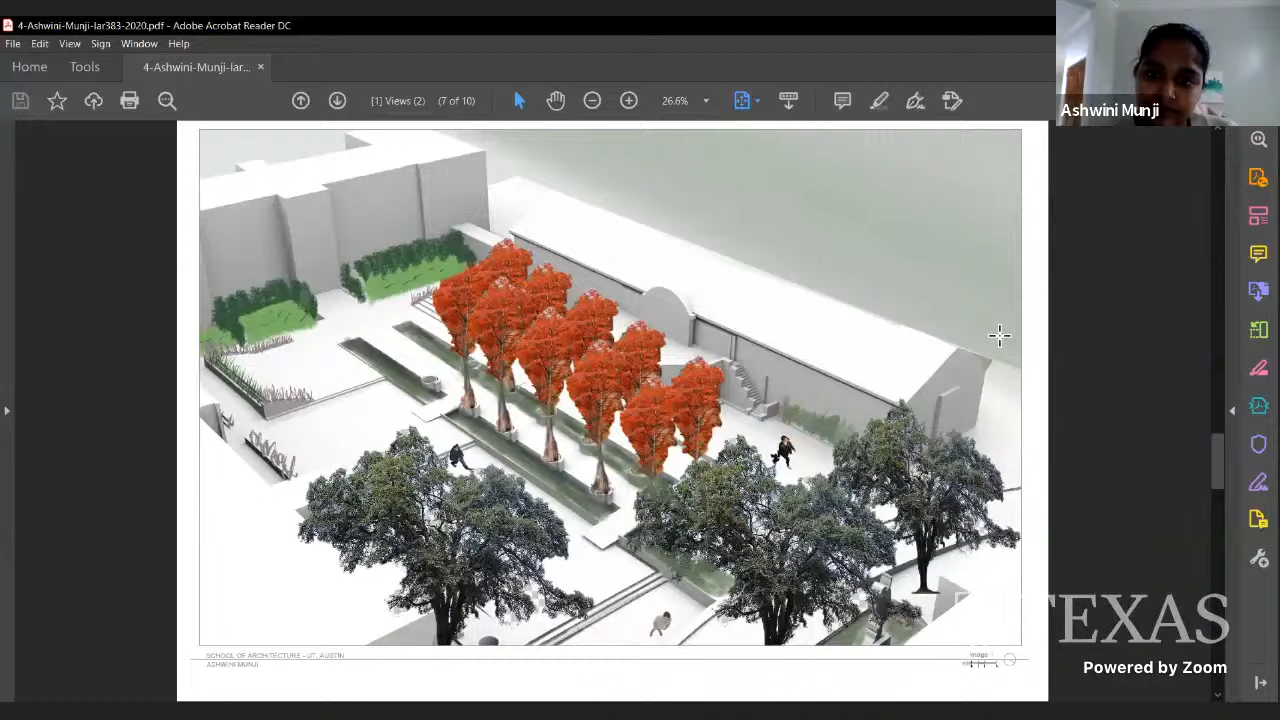 4-Ashwini-Munji-lar383-2020.pdf - Adobe Acrobat Reader DC
File Edit View Sign Window Help
Home Tools 4-Ashwini-Munji-lar... ×
[1] Views (2) (7 of 10) 26.6%
Ashwini Munji
SCHOOL OF ARCHITECTURE - UT, AUSTIN
ASHWINI MUNJI
Image
TEXAS
Powered by Zoom